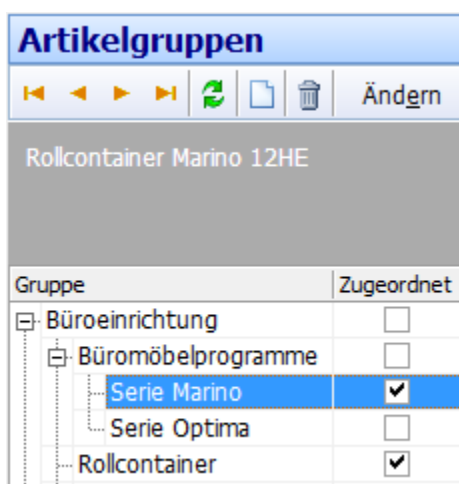 Artikelgruppen
Ändern
Rollcontainer Marino 12HE
Gruppe Zugeordnet
Büroeinrichtung
Büromöbelprogramme
Serie Marino
Serie Optima
Rollcontainer